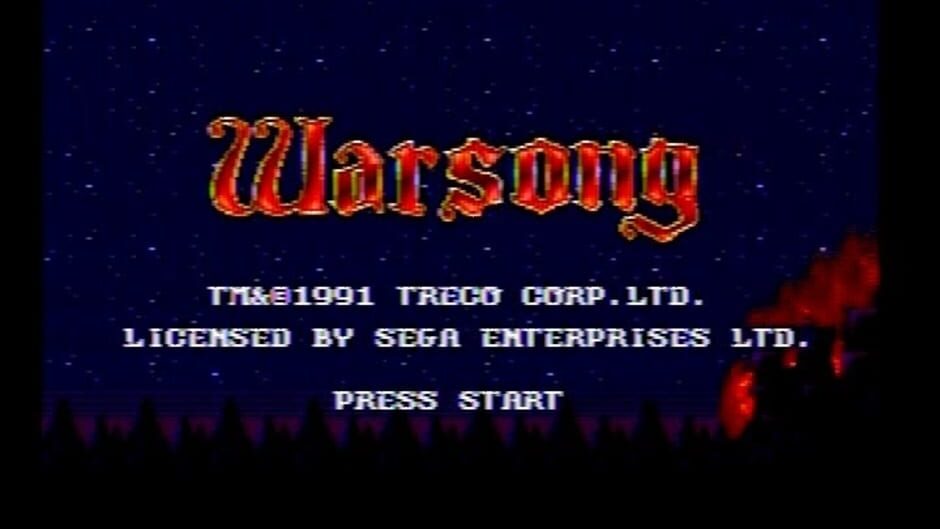 Warsong
TM&©1991 TRECO CORP.LTD.
LICENSED BY SEGA ENTERPRISES LTD.
PRESS START